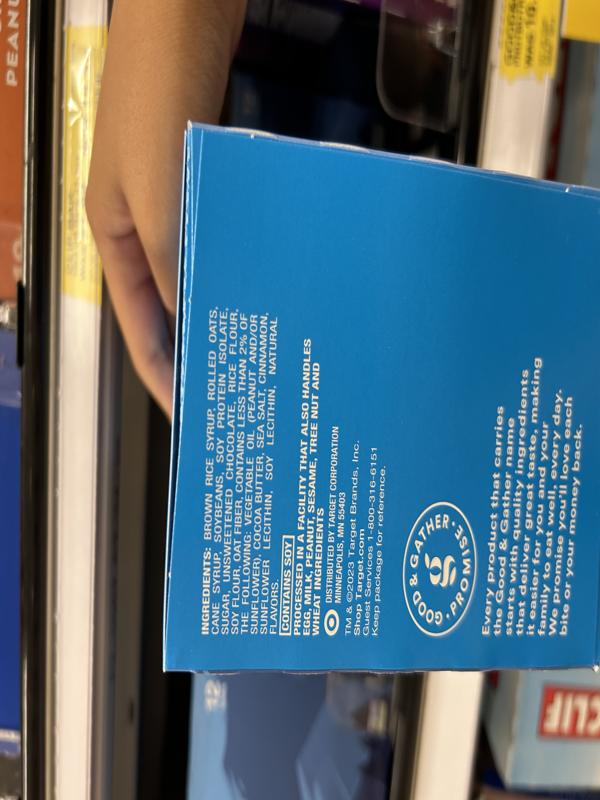 INGREDIENTS: BROWN RICE SYRUP, ROLLED OATS,
CANE SYRUP, SOYBEANS, SOY PROTEIN ISOLATE,
SUGAR, UNSWEETENED CHOCOLATE, RICE FLOUR,
SOY FLOUR, OAT FIBER, CONTAINS LESS THAN 2% OF
THE FOLLOWING: VEGETABLE OIL (PEANUT AND/OR
SUNFLOWER), COCOA BUTTER, SEA SALT, CINNAMON,
SUNFLOWER LECITHIN, SOY LECITHIN, NATURAL
FLAVORS.
CONTAINS SOY
PROCESSED IN A FACILITY THAT ALSO HANDLES
EGG, MILK, PEANUT, SESAME, TREE NUT AND
WHEAT INGREDIENTS
DISTRIBUTED BY TARGET CORPORATION
MINNEAPOLIS, MN 55403
TM & ©2023 Target Brands, Inc.
Shop Target.com
Guest Services 1-800-316-6151
Keep package for reference.
GOOD & GATHER
g
PROMISE
Every product that carries
the Good & Gather name
starts with quality ingredients
that deliver great taste, making
it easier for you and your
family to eat well, every day.
We promise you'll love each
bite or your money back.
CLIF
12
PEANU